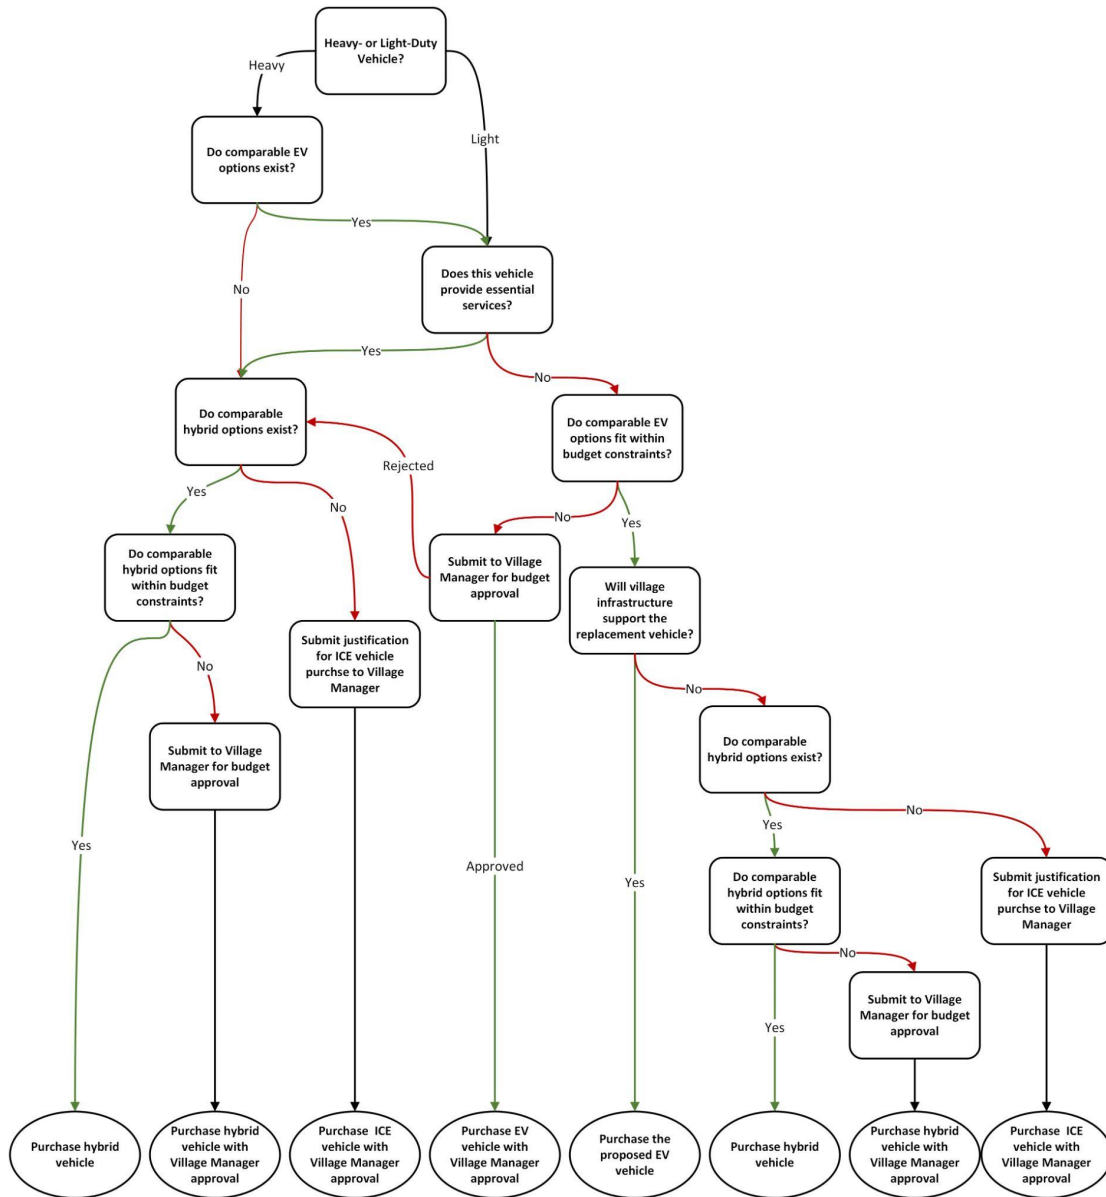 Heavy- or Light-Duty
Vehicle?
Heavy
Light
Do comparable EV
options exist?
Yes
No
Does this vehicle
provide essential
services?
Yes
No
Do comparable
hybrid options exist?
Do comparable EV
options fit within
budget constraints?
Rejected
Yes
No
No
Yes
Do comparable
hybrid options fit
within budget
constraints?
Submit to Village
Manager for budget
approval
Will village
infrastructure
support the
replacement vehicle?
Submit justification
for ICE vehicle
purchse to Village
Manager
No
No
Submit to Village
Manager for budget
approval
Do comparable
hybrid options exist?
Yes
Approved
Yes
Yes
No
Do comparable
hybrid options fit
within budget
constraints?
Submit justification
for ICE vehicle
purchse to Village
Manager
No
Yes
Submit to Village
Manager for budget
approval
Purchase hybrid
vehicle
Purchase hybrid
vehicle with
Village Manager
approval
Purchase ICE
vehicle with
Village Manager
approval
Purchase EV
vehicle with
Village Manager
approval
Purchase the
proposed EV
vehicle
Purchase hybrid
vehicle
Purchase hybrid
vehicle with
Village Manager
approval
Purchase ICE
vehicle with
Village Manager
approval